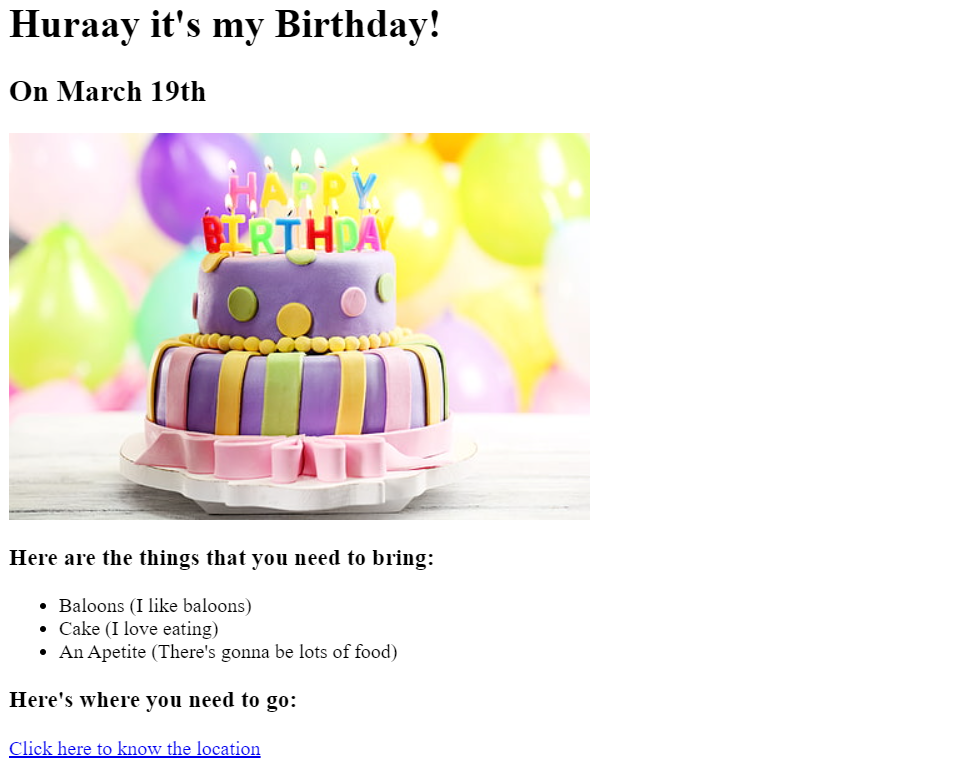 Huraay it's my Birthday!
On March 19th
HAPPY
BIRTHDAY
Here are the things that you need to bring:
Baloons (I like baloons)
Cake (I love eating)
An Apetite (There's gonna be lots of food)
Here's where you need to go:
Click here to know the location